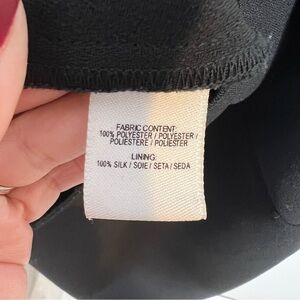 FABRIC CONTENT:
100% POLYESTER / POLYESTER /
POLIESTERE / POLIESTER
LINING:
100% SILK / SOIE / SETA / SEDA